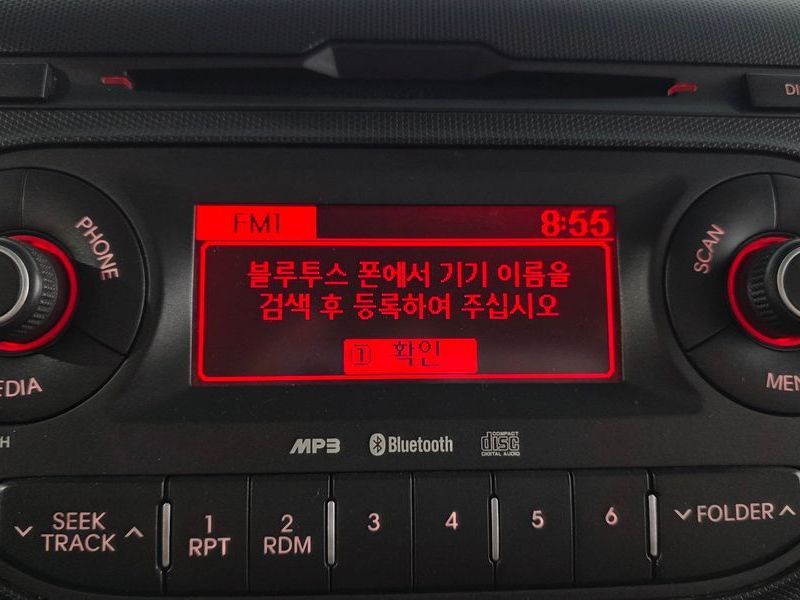 DI
PHONE
SCAN
FM1 8:55
블루투스 폰에서 기기 이름을
검색 후 등록하여 주십시오
1 확인
EDIA
MEN
H
MP3 Bluetooth COMPACT disc DIGITAL AUDIO
SEEK TRACK
1 RPT
2 RDM
3
4
5
6
FOLDER